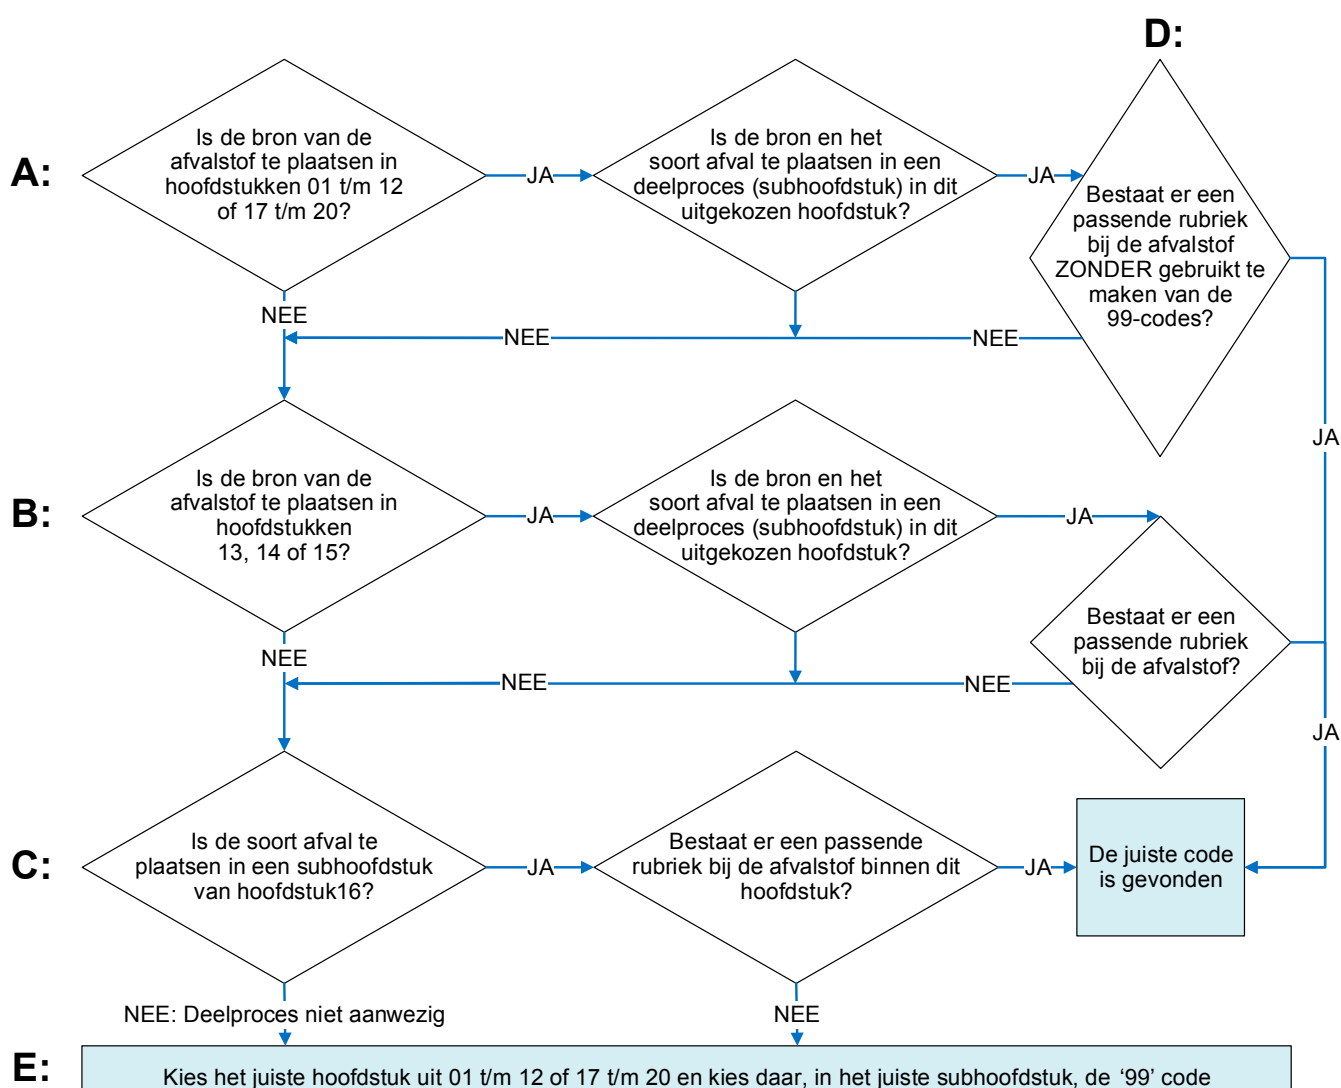 D:
A:
Is de bron van de
afvalstof te plaatsen in
hoofdstukken 01 t/m 12
of 17 t/m 20?
JA
Is de bron en het
soort afval te plaatsen in een
deelproces (subhoofdstuk) in dit
uitgekozen hoofdstuk?
JA
Bestaat er een
passende rubriek
bij de afvalstof
ZONDER gebruikt te
maken van de
99-codes?
NEE
NEE
NEE
JA
B:
Is de bron van de
afvalstof te plaatsen in
hoofdstukken
13, 14 of 15?
JA
Is de bron en het
soort afval te plaatsen in een
deelproces (subhoofdstuk) in dit
uitgekozen hoofdstuk?
JA
Bestaat er een
passende rubriek
bij de afvalstof?
NEE
NEE
NEE
JA
C:
Is de soort afval te
plaatsen in een subhoofdstuk
van hoofdstuk16?
JA
Bestaat er een passende
rubriek bij de afvalstof binnen dit
hoofdstuk?
JA
De juiste code
is gevonden
NEE: Deelproces niet aanwezig
NEE
E:
Kies het juiste hoofdstuk uit 01 t/m 12 of 17 t/m 20 en kies daar, in het juiste subhoofdstuk, de ‘99’ code